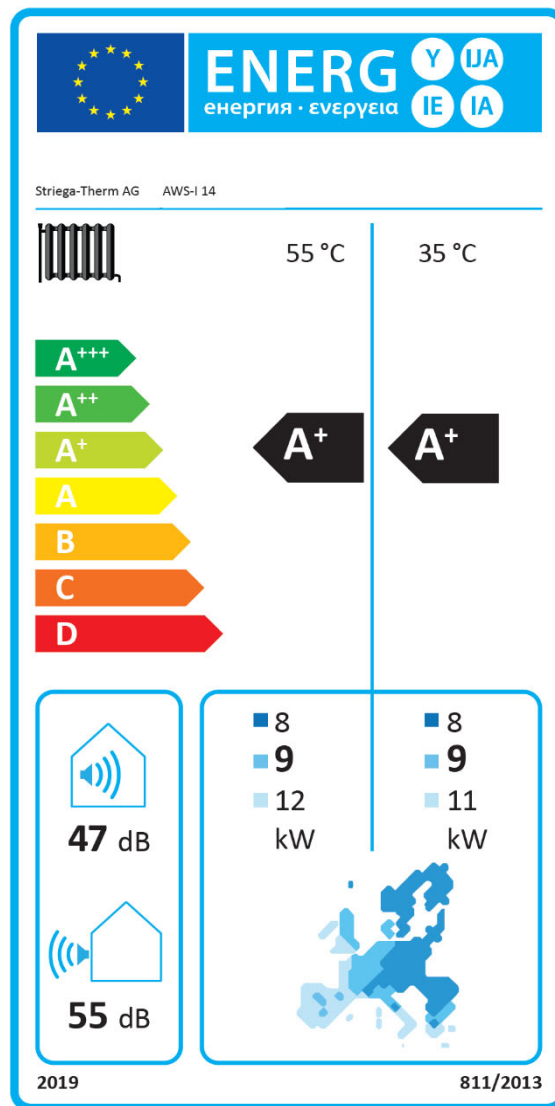 ENERG Y IJA
енергия · ενεργεια IE IA
Striega-Therm AG AWS-I 14
55 °C 35 °C
A+++
A++
A+
A
B
C
D
A+ A+
8 8
9 9
12 11
kW kW
47 dB
55 dB
2019 811/2013